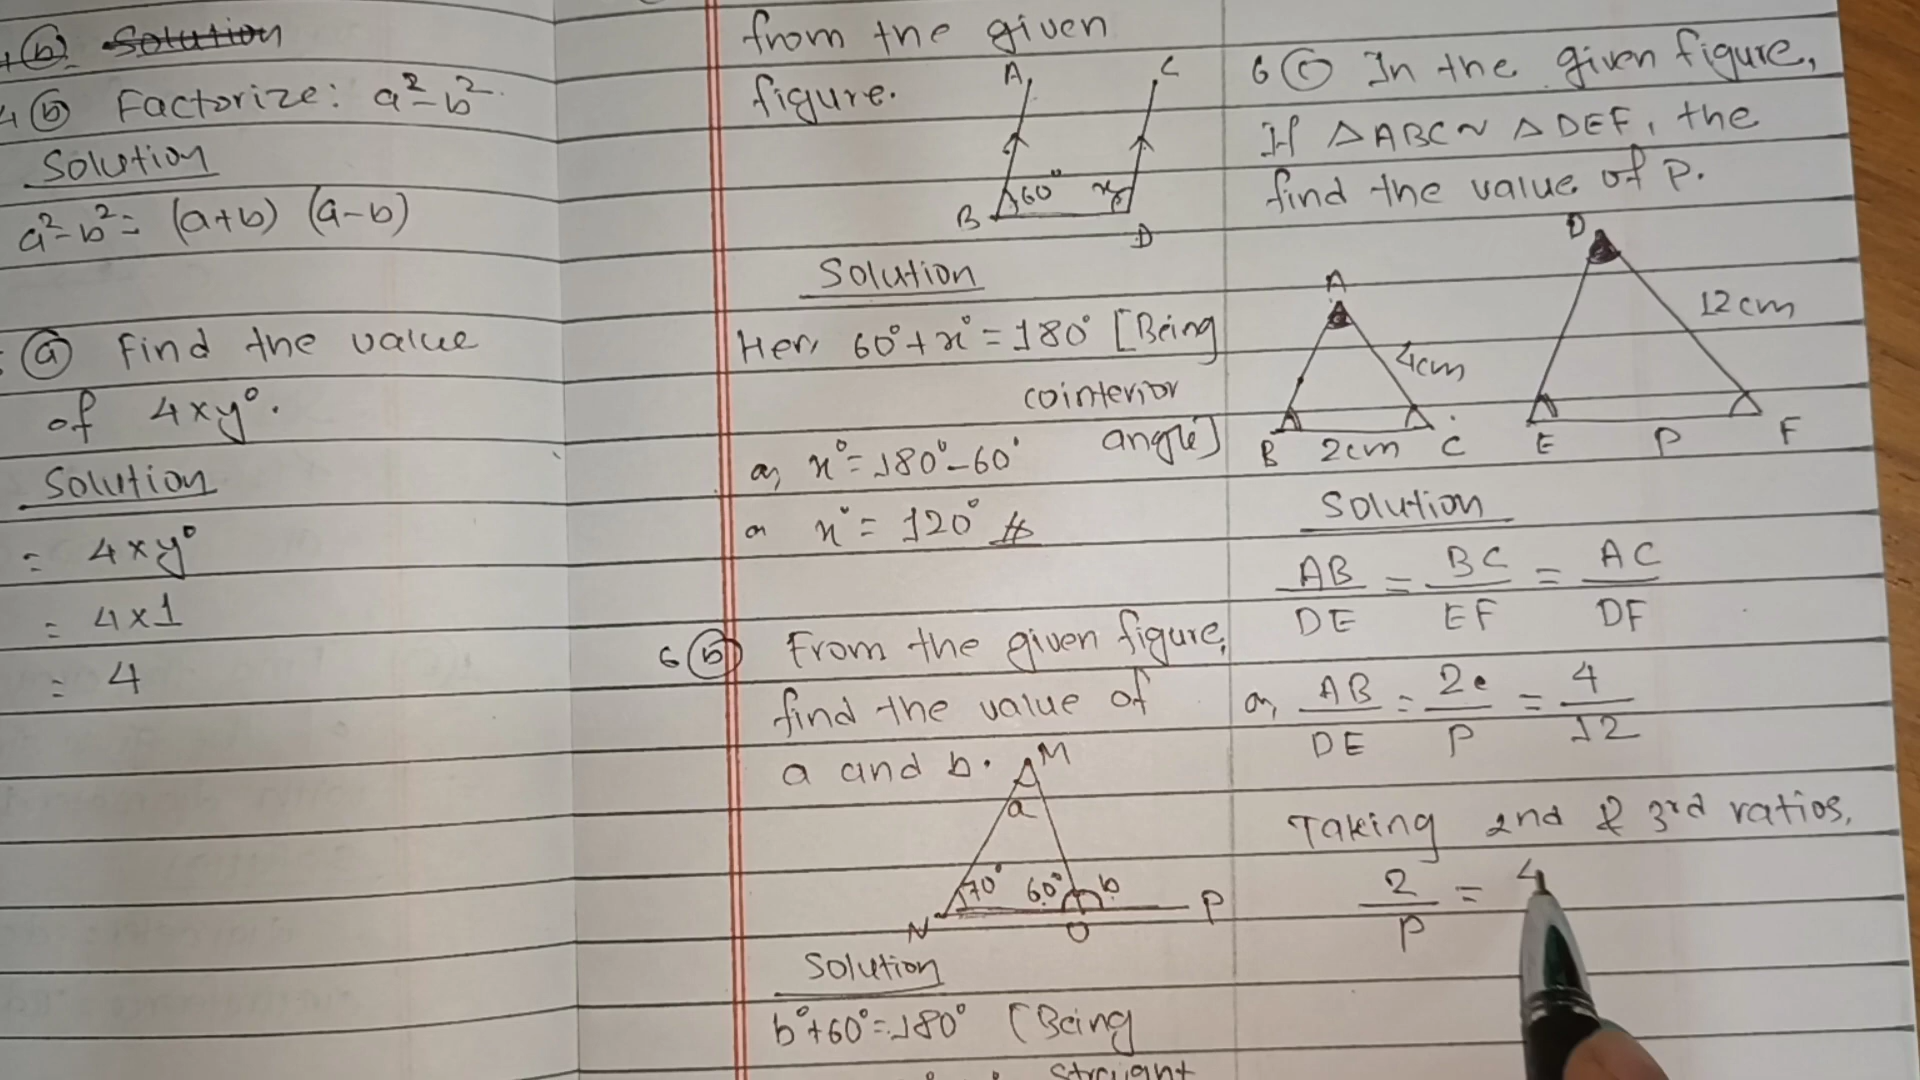 4 (b) Solution
4 (b) Factorize: a²-b²
Solution
a²-b² = (a+b) (a-b)
(a) Find the value
of 4xy°.
Solution
= 4xy°
= 4x1
= 4
from the given
figure.
A
C
60°
x
B
D
Solution
Her, 60°+x°=180° [Being
cointerior
angle]
or, x°=180°-60°
or x°= 120°
6 (b) From the given figure,
find the value of
a and b.
M
a
70° 60° b
N
O
P
Solution
b°+60°=180° [Being
straight
6 (c) In the given figure,
If △ABC~△DEF, the
find the value of P.
D
A
12cm
4cm
B 2cm C
E P F
Solution
AB/DE = BC/EF = AC/DF
or, AB/DE = 2/P = 4/12
Taking 2nd & 3rd ratios,
2/P = 4